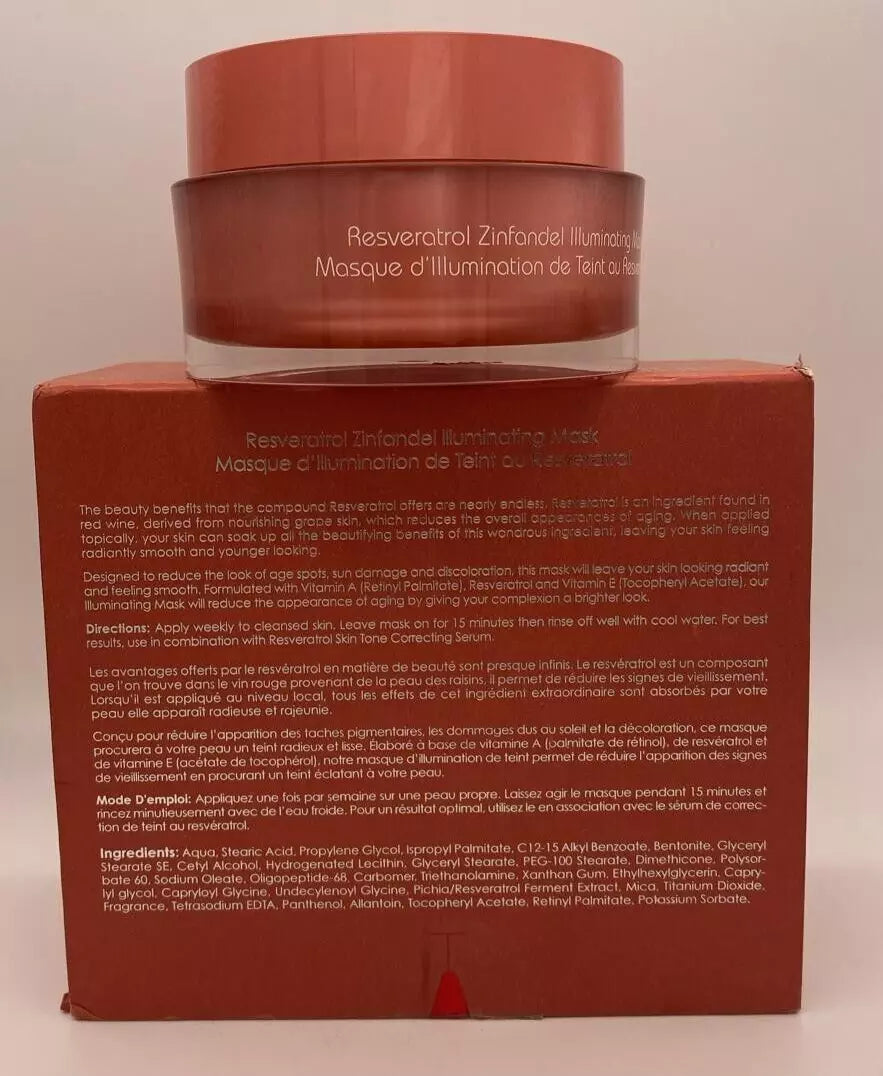 Resveratrol Zinfandel Illuminating
Masque d'Illumination de Teint au
Resveratrol Zinfandel Illuminating Mask
Masque d'Illumination de Teint au Resveratrol
The beauty benefits that the compound Resveratrol offers are nearly endless. Resveratrol is an ingredient found in
red wine, derived from nourishing grape skin, which reduces the overall appearances of aging. When applied
topically, your skin can soak up all the beautifying benefits of this wondrous ingredient, leaving your skin feeling
radiantly smooth and younger looking.
Designed to reduce the look of age spots, sun damage and discoloration, this mask will leave your skin looking radiant
and feeling smooth. Formulated with Vitamin A (Retinyl Palmitate), Resveratrol and Vitamin E (Tocopheryl Acetate), our
Illuminating Mask will reduce the appearance of aging by giving your complexion a brighter look.
Directions: Apply weekly to cleansed skin. Leave mask on for 15 minutes then rinse off well with cool water. For best
results, use in combination with Resveratrol Skin Tone Correcting Serum.
Les avantages offerts par le resvératrol en matière de beauté sont presque infinis. Le resvératrol est un composant
que l'on trouve dans le vin rouge provenant de la peau des raisins, il permet de réduire les signes de vieillissement.
Lorsqu'il est appliqué au niveau local, tous les effets de cet ingrédient extraordinaire sont absorbés par votre
peau elle apparaît radieuse et rajeunie.
Conçu pour réduire l'apparition des taches pigmentaires, les dommages dus au soleil et la décoloration, ce masque
procurera à votre peau un teint radieux et lisse. Élaboré à base de vitamine A (palmitate de rétinol), de resvératrol et
de vitamine E (acétate de tocophérol), notre masque d'illumination de teint permet de réduire l'apparition des signes
de vieillissement en procurant un teint éclatant à votre peau.
Mode D'emploi: Appliquez une fois par semaine sur une peau propre. Laissez agir le masque pendant 15 minutes et
rincez minutieusement avec de l'eau froide. Pour un résultat optimal, utilisez le en association avec le sérum de correc-
tion de teint au resvératrol.
Ingredients: Aqua, Stearic Acid, Propylene Glycol, Ispropyl Palmitate, C12-15 Alkyl Benzoate, Bentonite, Glyceryl
Stearate SE, Cetyl Alcohol, Hydrogenated Lecithin, Glyceryl Stearate, PEG-100 Stearate, Dimethicone, Polysor-
bate 60, Sodium Oleate, Oligopeptide-68, Carbomer, Triethanolamine, Xanthan Gum, Ethylhexylglycerin, Capry-
lyl glycol, Capryloyl Glycine, Undecylenoyl Glycine, Pichia/Resveratrol Ferment Extract, Mica, Titanium Dioxide,
Fragrance, Tetrasodium EDTA, Panthenol, Allantoin, Tocopheryl Acetate, Retinyl Palmitate, Potassium Sorbate.